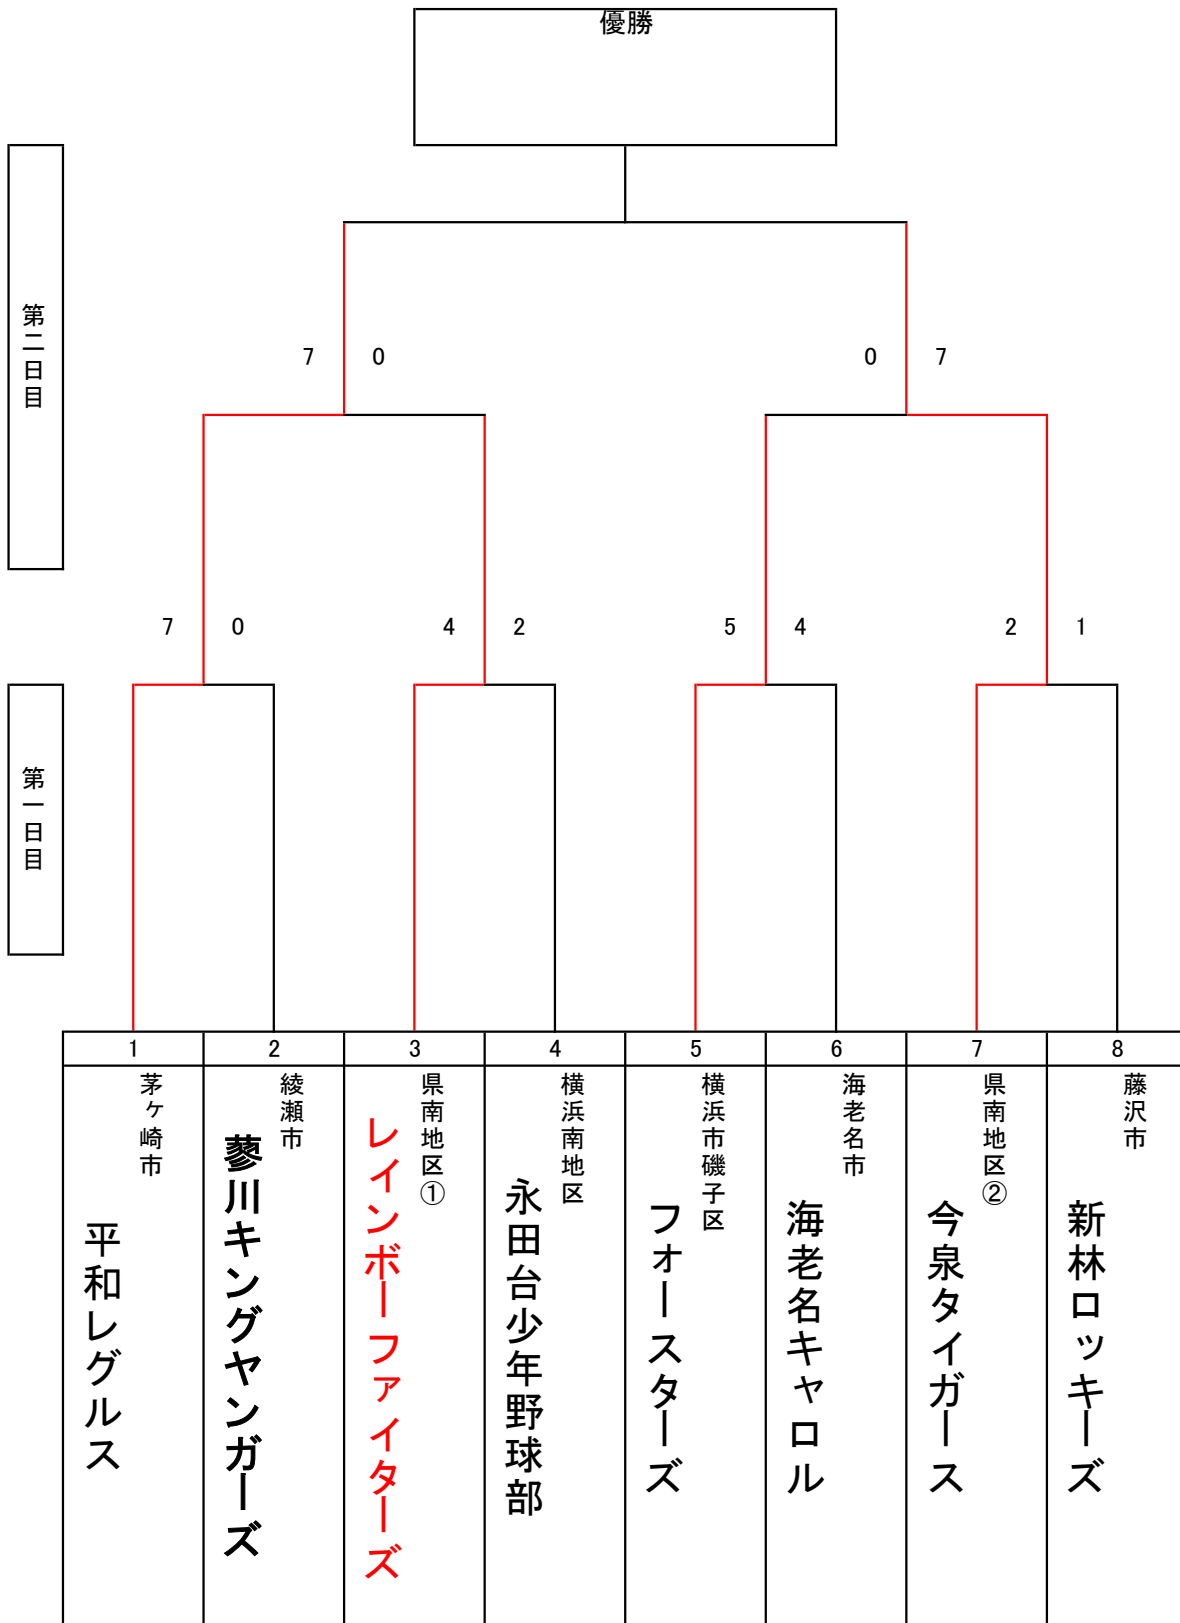 優勝
第二日目
7 0
0 7
7 0
4 2
5 4
2 1
第一日目
1 2 3 4 5 6 7 8
茅ヶ崎市
平和レグルス
綾瀬市
蓼川キングヤンガーズ
県南地区①
レインボーファイターズ
横浜南地区
永田台少年野球部
横浜市磯子区
フォースターズ
海老名市
海老名キャロル
県南地区②
今泉タイガース
藤沢市
新林ロッキーズ